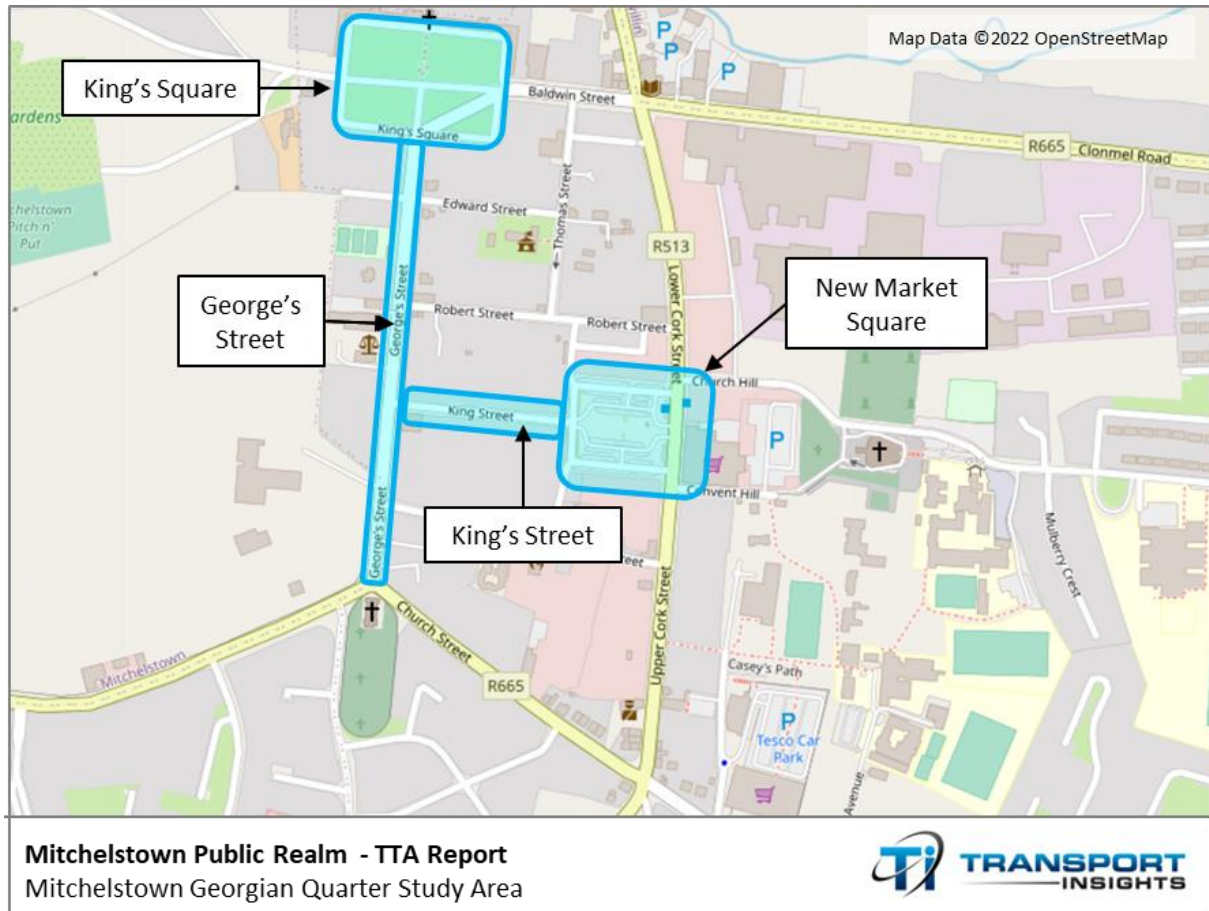 Map Data ©2022 OpenStreetMap
P
P
P
King's Square
Baldwin Street
King's Square
R665
Clonmel Road
Edward Street
Thomas Street
Pitch n'
Put
R513
Lower Cork Street
New Market
Square
George's
Street
George's Street
Robert Street
Robert Street
Church Hill
King Street
P
Convent Hill
King's Street
George's Street
Mulberry Crest
Church Street
Upper Cork Street
Mitchelstown
Casey's Path
R665
P
Tesco Car
Park
Avenue
Mitchelstown Public Realm - TTA Report
Mitchelstown Georgian Quarter Study Area
Ti TRANSPORT
INSIGHTS